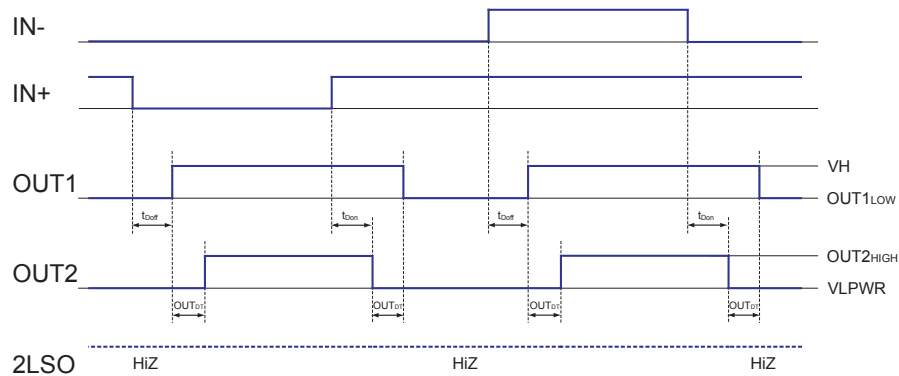 IN-
IN+
OUT1
VH
OUT1LOW
tDoff
tDon
tDoff
tDon
OUT2
OUT2HIGH
VLPWR
OUTDT
OUTDT
OUTDT
OUTDT
2LSO
HiZ
HiZ
HiZ